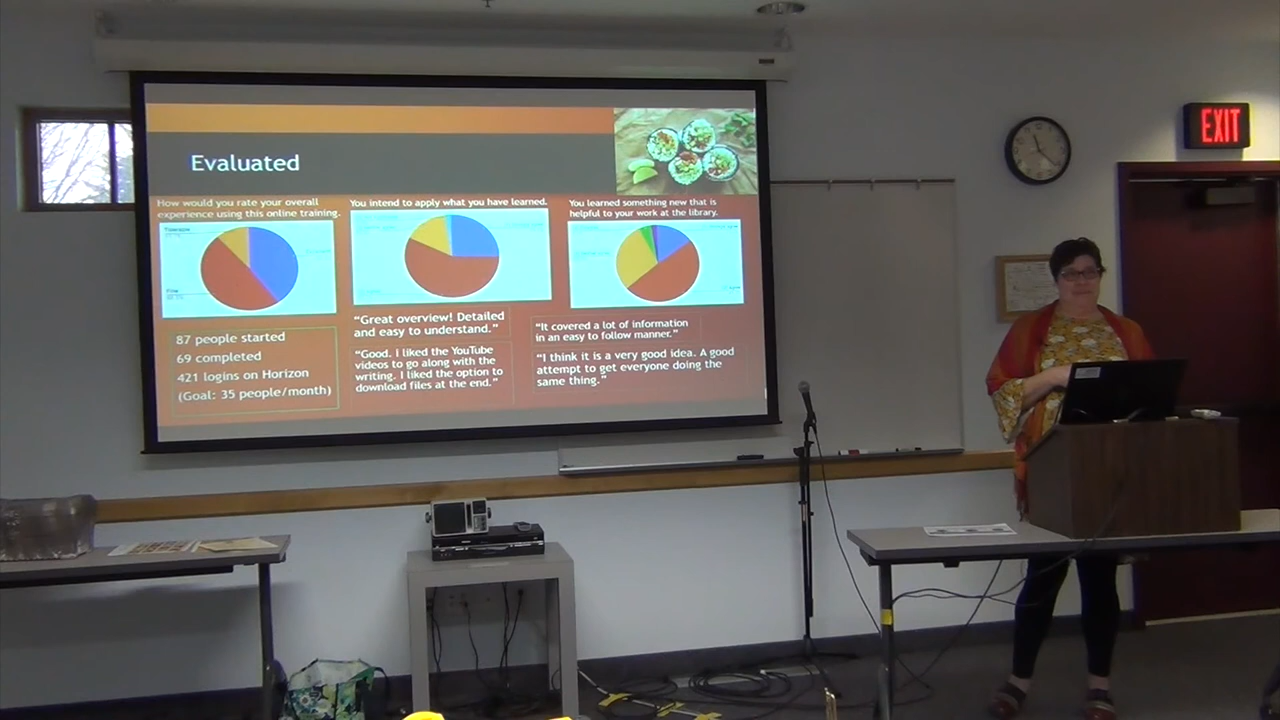 EXIT
Evaluated
How would you rate your overall
experience using this online training.
You intend to apply what you have learned.
You learned something new that is
helpful to your work at the library.
87 people started
69 completed
421 logins on Horizon
(Goal: 35 people/month)
“Great overview! Detailed
and easy to understand.”
“Good. I liked the YouTube
videos to go along with the
writing. I liked the option to
download files at the end.”
“It covered a lot of information
in an easy to follow manner.”
“I think it is a very good idea. A good
attempt to get everyone doing the
same thing.”